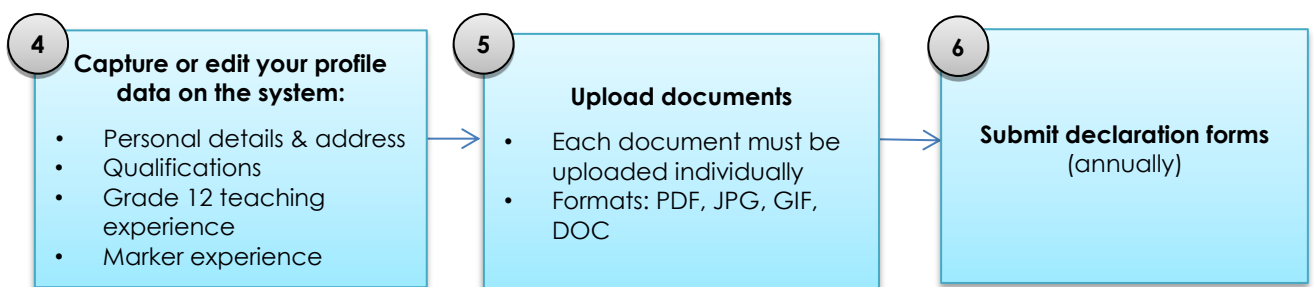 4
Capture or edit your profile
data on the system:
• Personal details & address
• Qualifications
• Grade 12 teaching
experience
• Marker experience
5
Upload documents
• Each document must be
uploaded individually
• Formats: PDF, JPG, GIF,
DOC
6
Submit declaration forms
(annually)